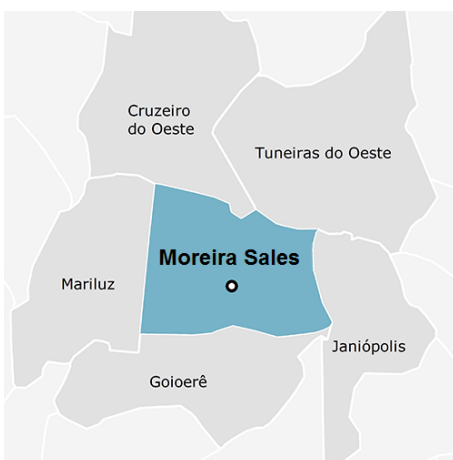 Cruzeiro
do Oeste
Tuneiras do Oeste
Moreira Sales
Mariluz
Janiópolis
Goioerê